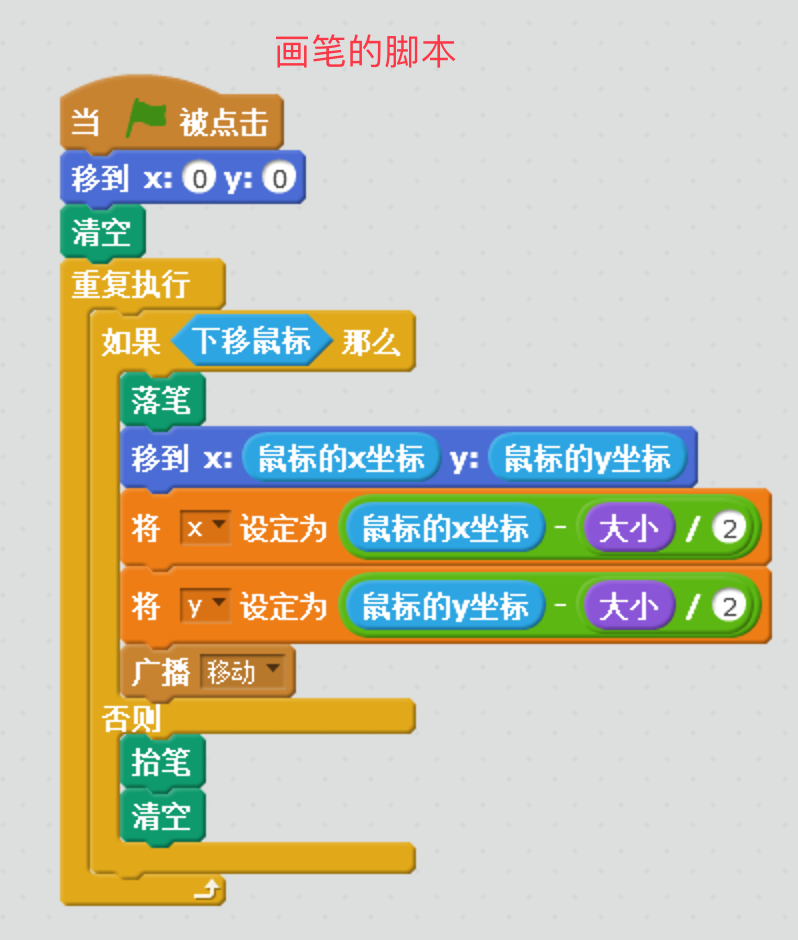 画笔的脚本
当 被点击
移到 x: 0 y: 0
清空
重复执行
如果 下移鼠标 那么
落笔
移到 x: 鼠标的x坐标 y: 鼠标的y坐标
将 x 设定为 鼠标的x坐标 - 大小 / 2
将 y 设定为 鼠标的y坐标 - 大小 / 2
广播 移动
否则
抬笔
清空